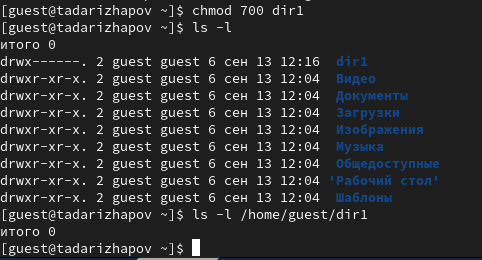 [guest@tadarizhapov ~]$ chmod 700 dir1
[guest@tadarizhapov ~]$ ls -l
итого 0
drwx------. 2 guest guest 6 сен 13 12:16  dir1
drwxr-xr-x. 2 guest guest 6 сен 13 12:04  Видео
drwxr-xr-x. 2 guest guest 6 сен 13 12:04  Документы
drwxr-xr-x. 2 guest guest 6 сен 13 12:04  Загрузки
drwxr-xr-x. 2 guest guest 6 сен 13 12:04  Изображения
drwxr-xr-x. 2 guest guest 6 сен 13 12:04  Музыка
drwxr-xr-x. 2 guest guest 6 сен 13 12:04  Общедоступные
drwxr-xr-x. 2 guest guest 6 сен 13 12:04 'Рабочий стол'
drwxr-xr-x. 2 guest guest 6 сен 13 12:04  Шаблоны
[guest@tadarizhapov ~]$ ls -l /home/guest/dir1
итого 0
[guest@tadarizhapov ~]$